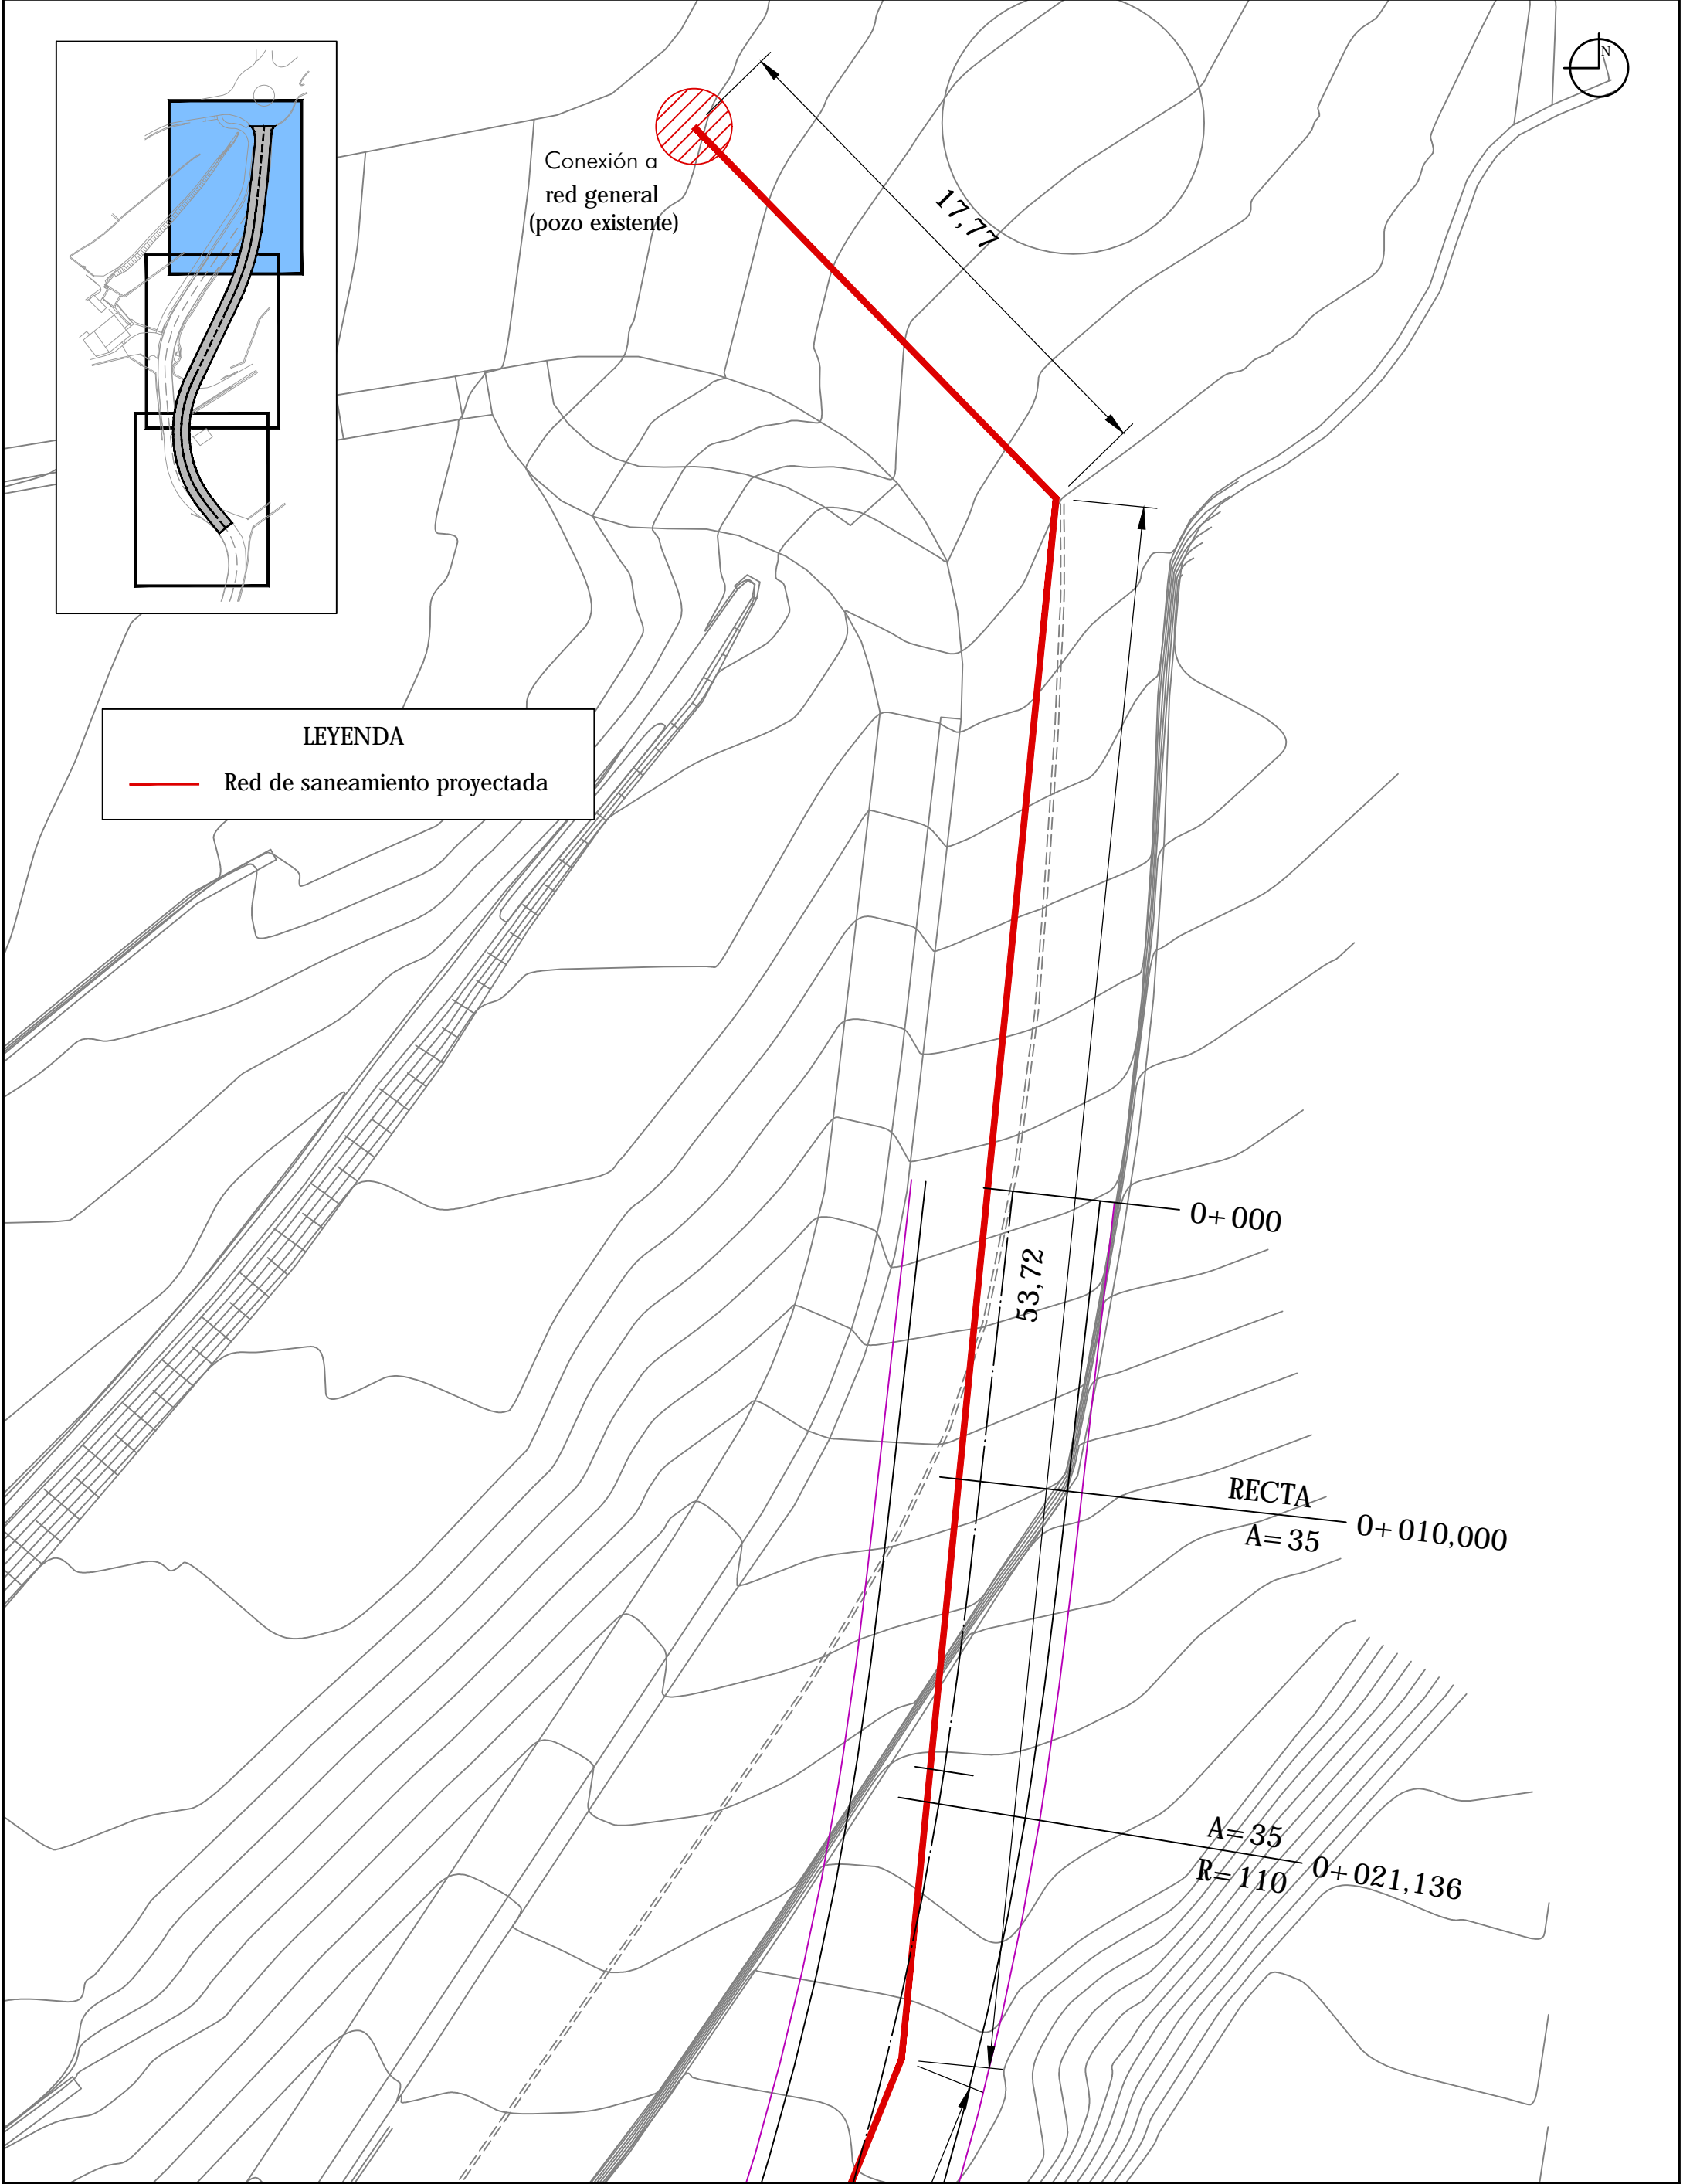 N
Conexión a
red general
(pozo existente)
17,77
LEYENDA
Red de saneamiento proyectada
0+000
53,72
RECTA
A=35
0+010,000
A=35
R=110
0+021,136